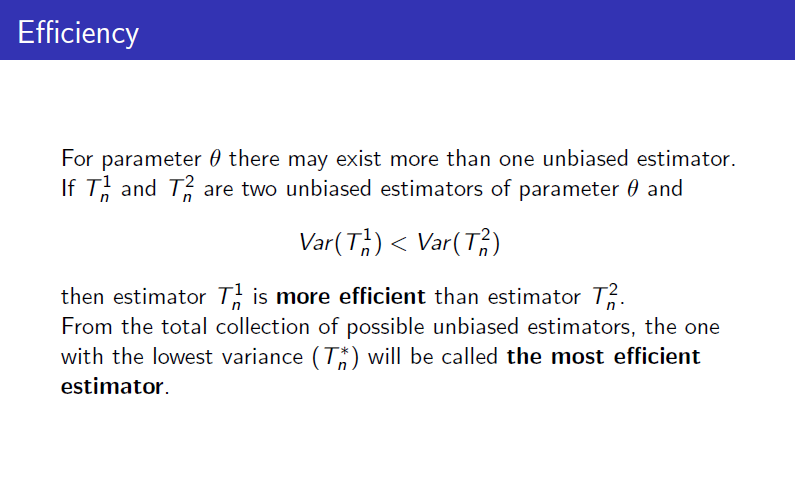 Efficiency
For parameter θ there may exist more than one unbiased estimator.
If T_n^1 and T_n^2 are two unbiased estimators of parameter θ and
Var(T_n^1) < Var(T_n^2)
then estimator T_n^1 is more efficient than estimator T_n^2.
From the total collection of possible unbiased estimators, the one
with the lowest variance (T_n^*) will be called the most efficient
estimator.